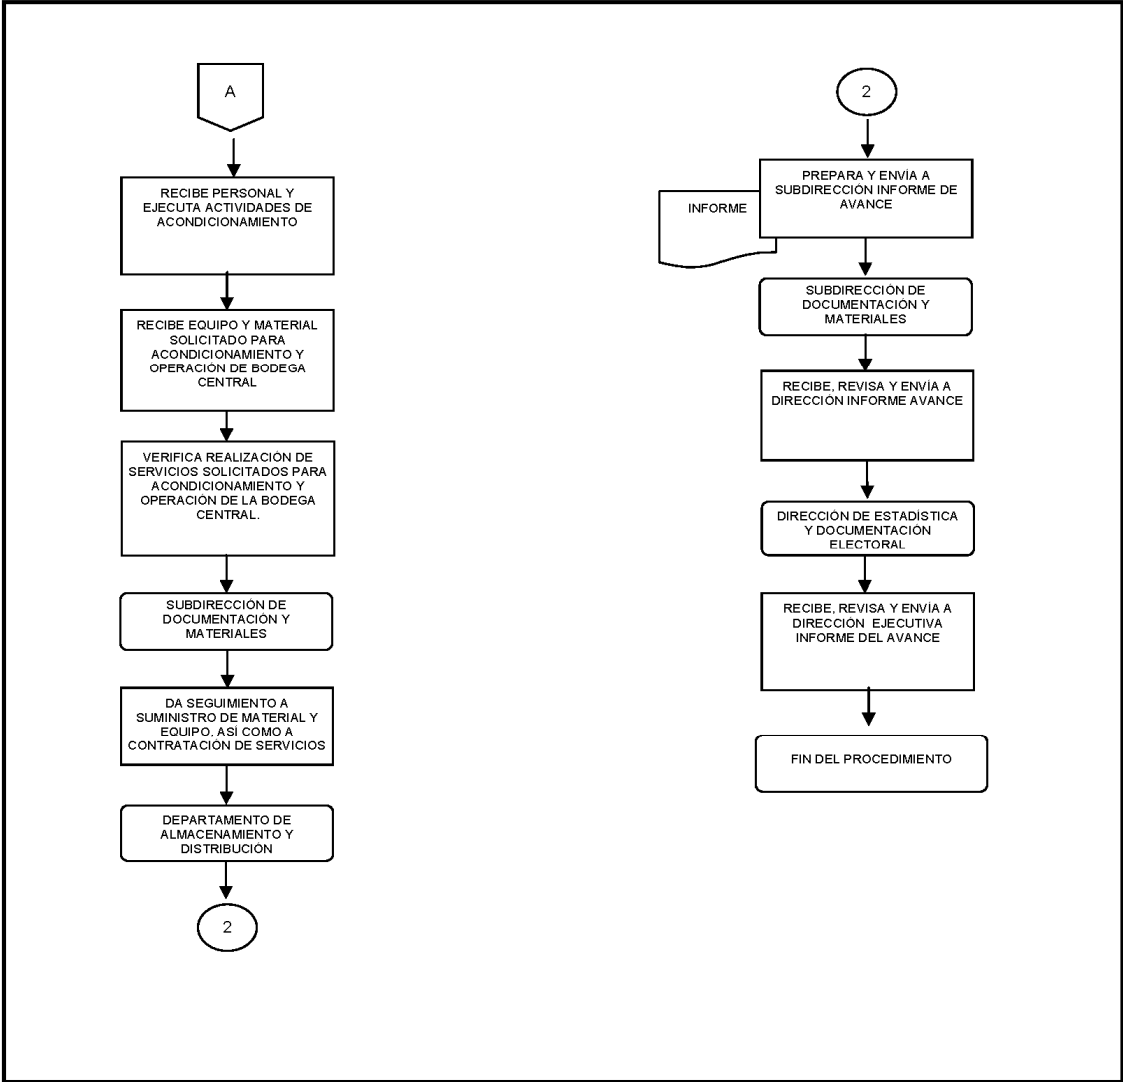 A
RECIBE PERSONAL Y
EJECUTA ACTIVIDADES DE
ACONDICIONAMIENTO
RECIBE EQUIPO Y MATERIAL
SOLICITADO PARA
ACONDICIONAMIENTO Y
OPERACIÓN DE BODEGA
CENTRAL
VERIFICA REALIZACIÓN DE
SERVICIOS SOLICITADOS PARA
ACONDICIONAMIENTO Y
OPERACIÓN DE LA BODEGA
CENTRAL.
SUBDIRECCIÓN DE
DOCUMENTACIÓN Y
MATERIALES
DA SEGUIMIENTO A
SUMINISTRO DE MATERIAL Y
EQUIPO, ASÍ COMO A
CONTRATACIÓN DE SERVICIOS
DEPARTAMENTO DE
ALMACENAMIENTO Y
DISTRIBUCIÓN
2
2
PREPARA Y ENVÍA A
SUBDIRECCIÓN INFORME DE
AVANCE
INFORME
SUBDIRECCIÓN DE
DOCUMENTACIÓN Y
MATERIALES
RECIBE, REVISA Y ENVÍA A
DIRECCIÓN INFORME AVANCE
DIRECCIÓN DE ESTADÍSTICA
Y DOCUMENTACIÓN
ELECTORAL
RECIBE, REVISA Y ENVÍA A
DIRECCIÓN EJECUTIVA
INFORME DEL AVANCE
FIN DEL PROCEDIMIENTO